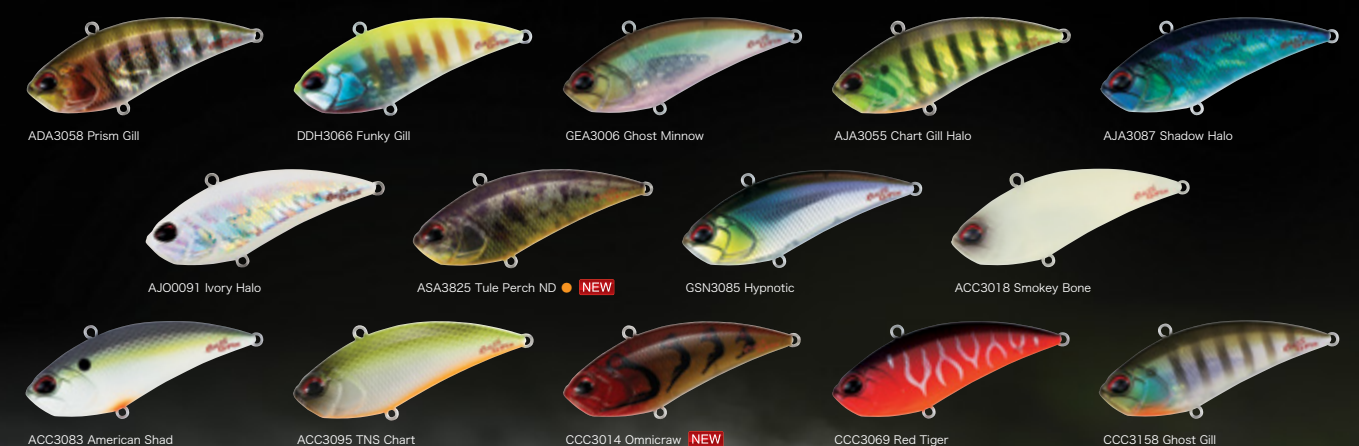 ADA3058 Prism Gill
DDH3066 Funky Gill
GEA3006 Ghost Minnow
AJA3055 Chart Gill Halo
AJA3087 Shadow Halo
AJO0091 Ivory Halo
ASA3825 Tule Perch ND NEW
GSN3085 Hypnotic
ACC3018 Smokey Bone
ACC3083 American Shad
ACC3095 TNS Chart
CCC3014 Omnicraw NEW
CCC3069 Red Tiger
CCC3158 Ghost Gill